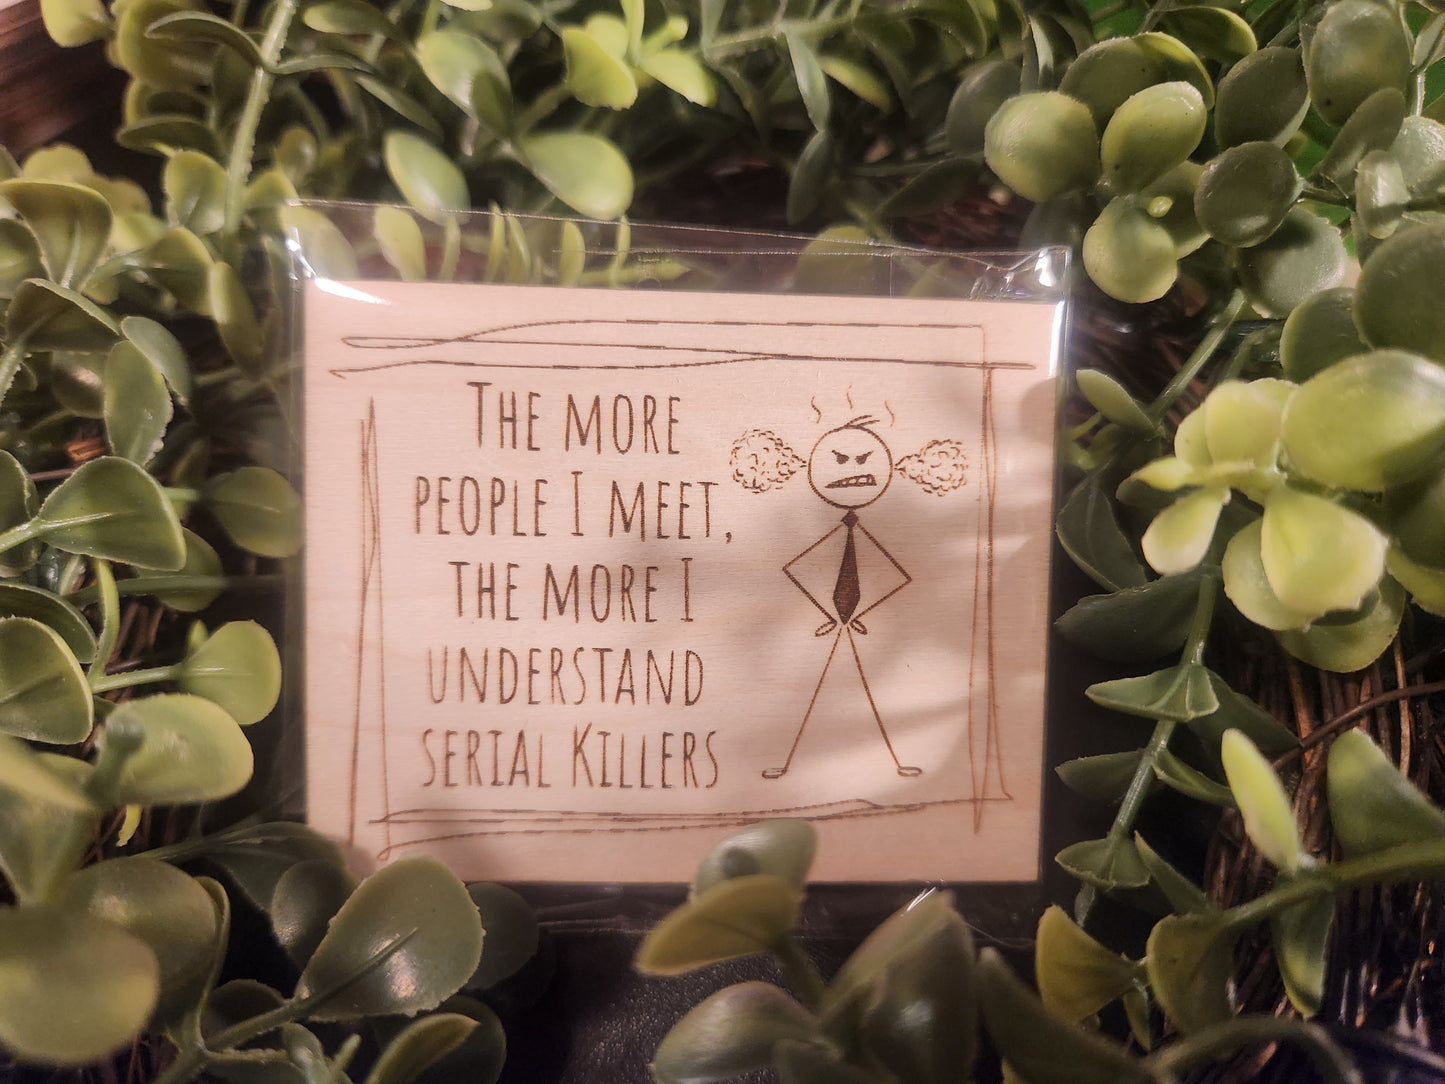 The more
people I meet,
the more I
understand
serial Killers